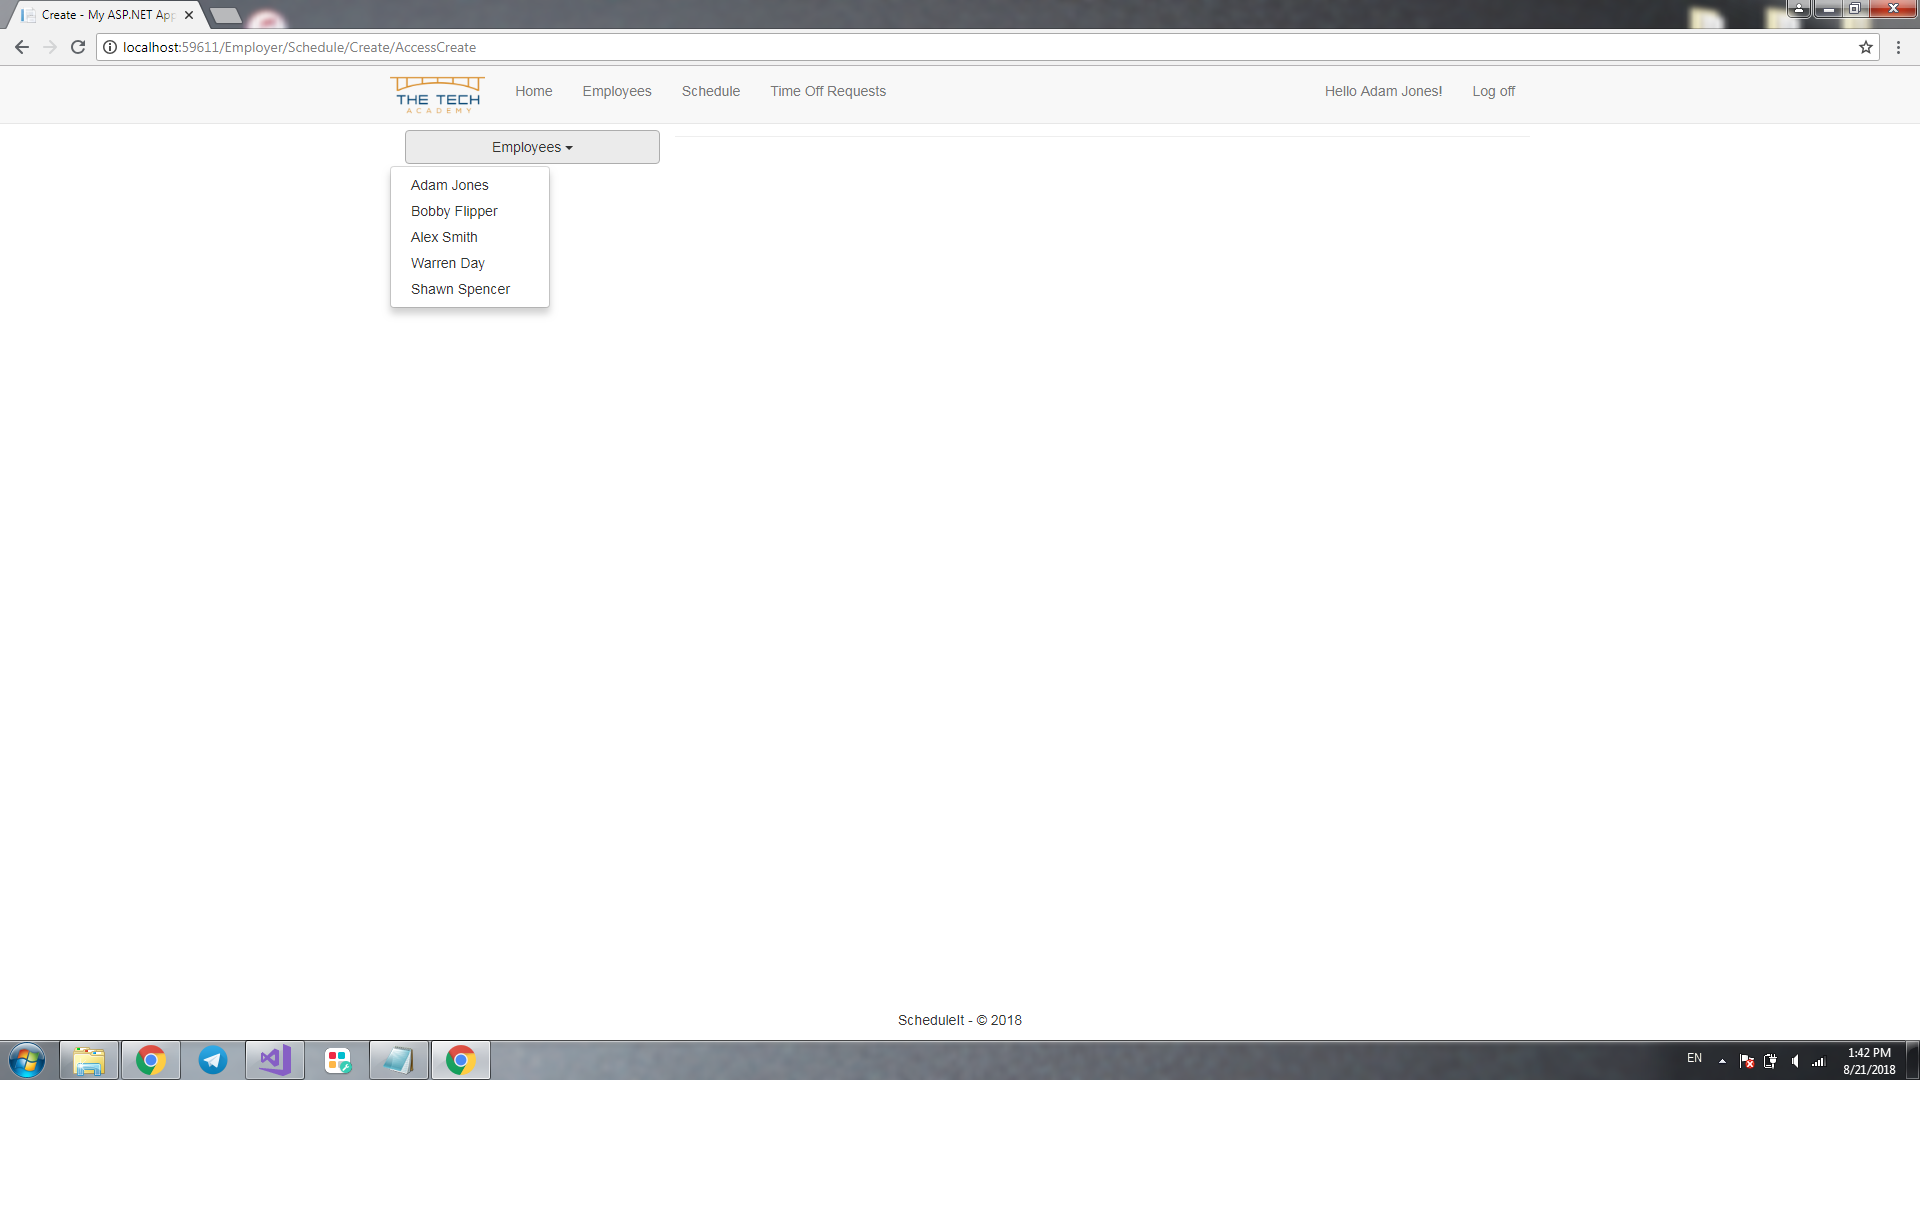 Create - My ASP.NET App
localhost:59611/Employer/Schedule/Create/AccessCreate
THE TECH
ACADEMY
Home
Employees
Schedule
Time Off Requests
Hello Adam Jones!
Log off
Employees
Adam Jones
Bobby Flipper
Alex Smith
Warren Day
Shawn Spencer
ScheduleIt - © 2018
EN
1:42 PM
8/21/2018